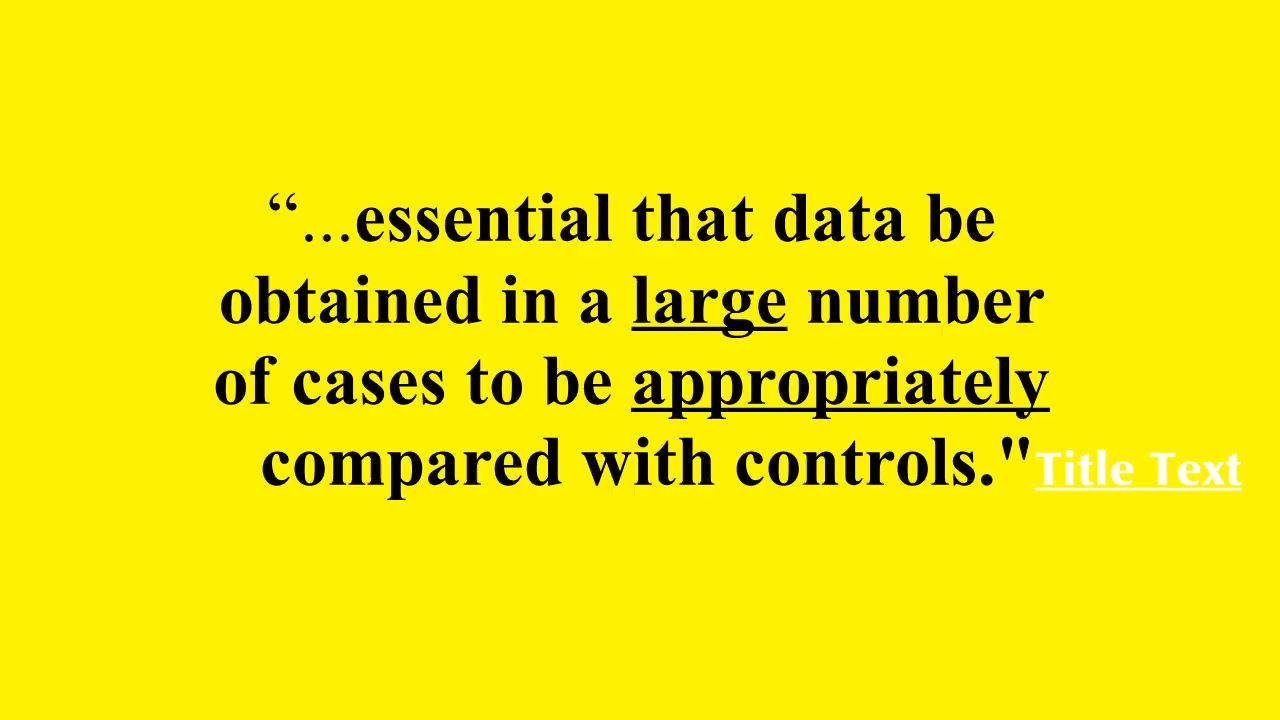 “...essential that data be
obtained in a large number
of cases to be appropriately
compared with controls."Title Text